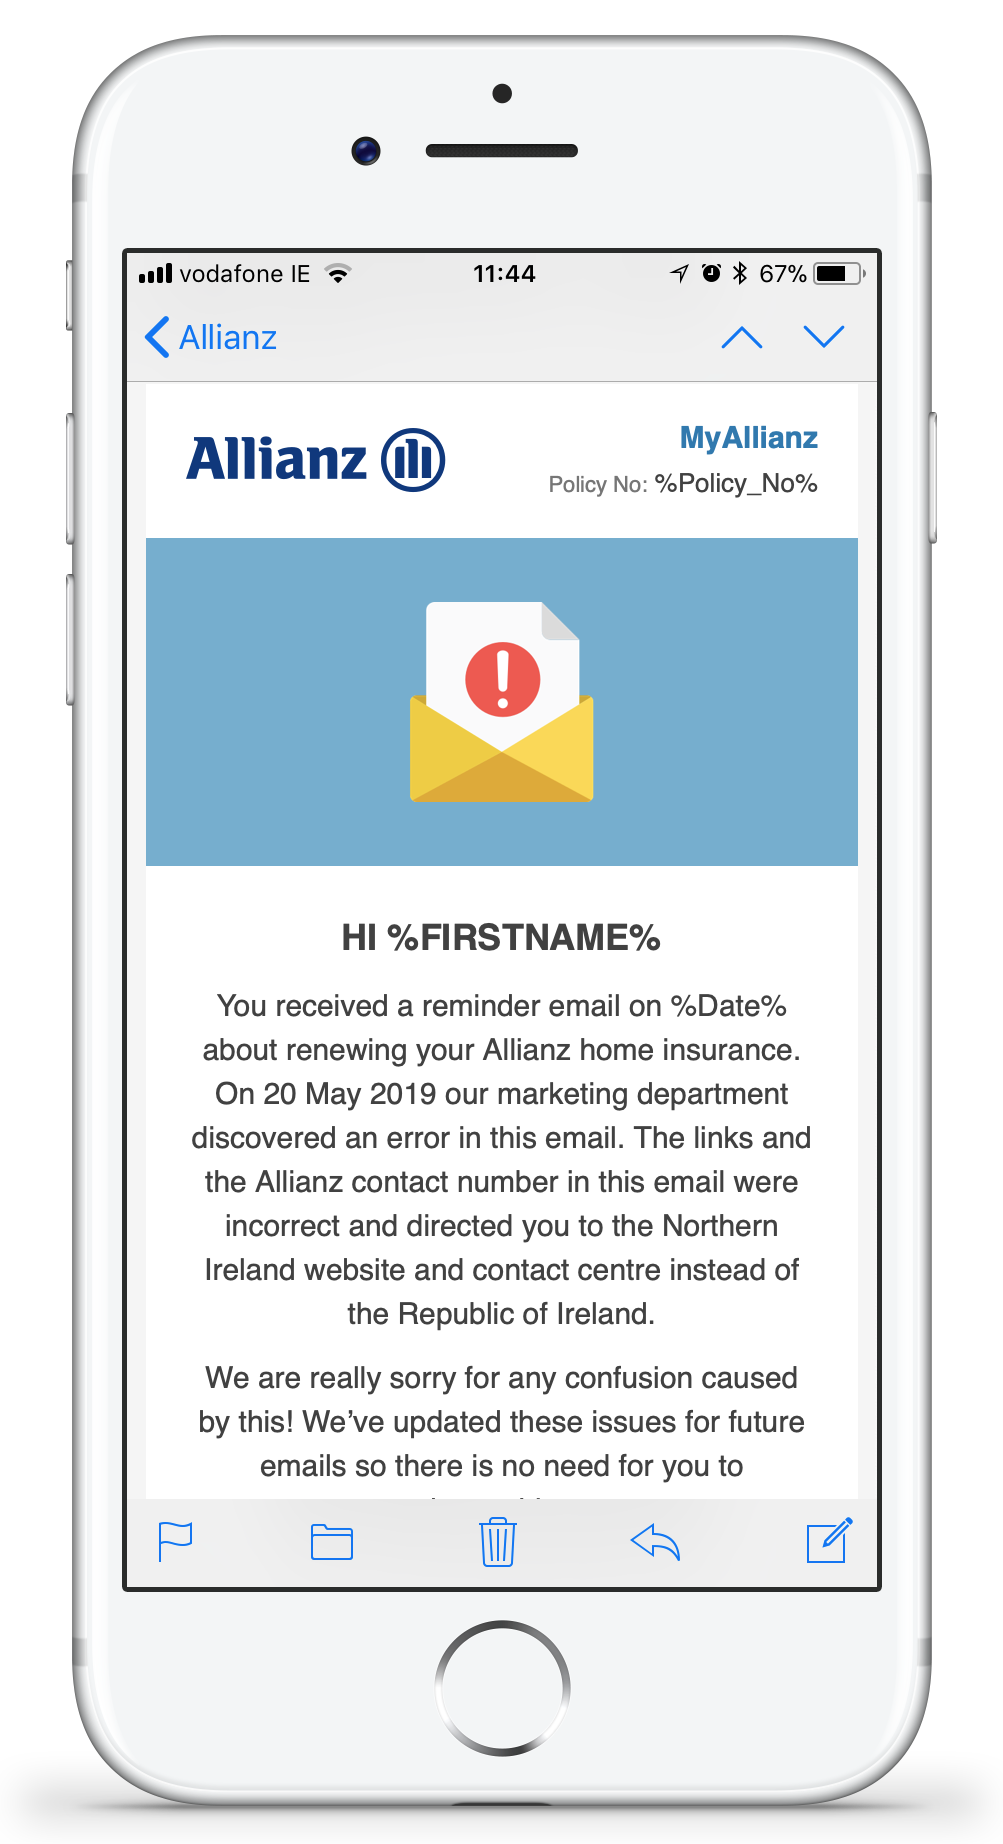 vodafone IE 11:44 67%
Allianz
Allianz
MyAllianz
Policy No: %Policy_No%
HI %FIRSTNAME%
You received a reminder email on %Date%
about renewing your Allianz home insurance.
On 20 May 2019 our marketing department
discovered an error in this email. The links and
the Allianz contact number in this email were
incorrect and directed you to the Northern
Ireland website and contact centre instead of
the Republic of Ireland.
We are really sorry for any confusion caused
by this! We’ve updated these issues for future
emails so there is no need for you to